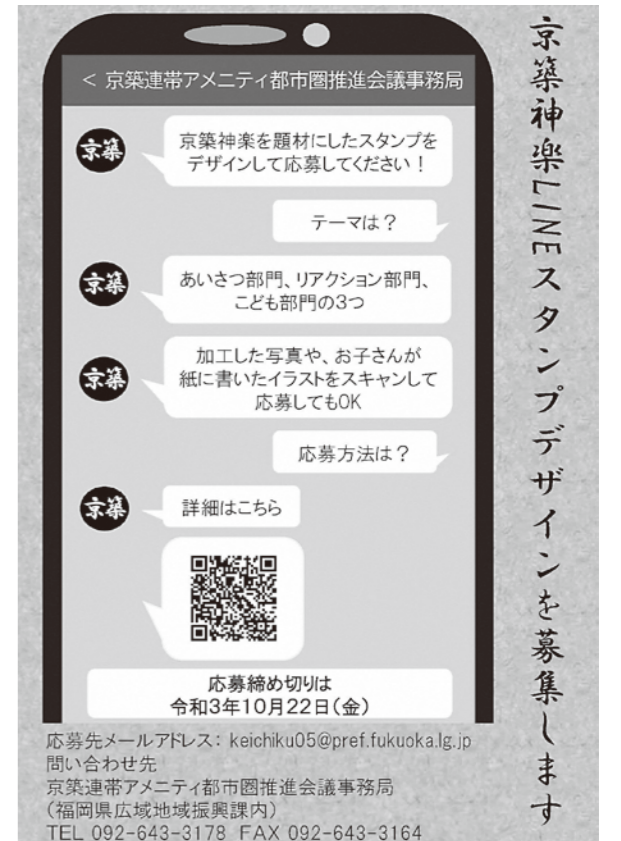 京築神楽LINEスタンプデザインを募集します
< 京築連帯アメニティ都市圏推進会議事務局
京築
京築神楽を題材にしたスタンプを
デザインして応募してください！
テーマは？
京築
あいさつ部門、リアクション部門、
こども部門の3つ
京築
加工した写真や、お子さんが
紙に書いたイラストをスキャンして
応募してもOK
応募方法は？
京築
詳細はこちら
応募締め切りは
令和3年10月22日(金)
応募先メールアドレス： keichiku05@pref.fukuoka.lg.jp
問い合わせ先
京築連帯アメニティ都市圏推進会議事務局
(福岡県広域地域振興課内)
TEL 092-643-3178 FAX 092-643-3164